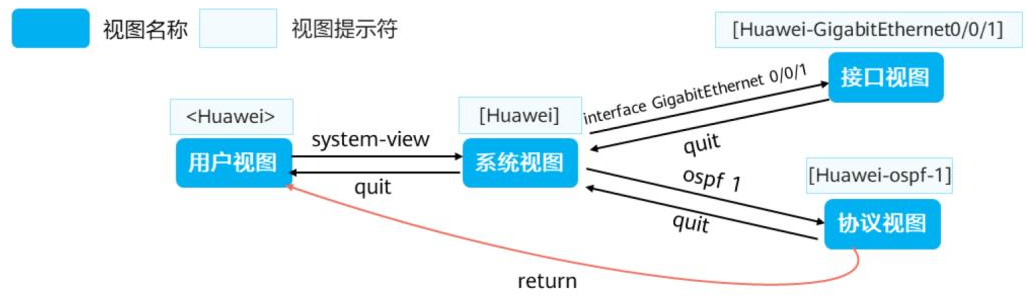 视图名称
视图提示符
[Huawei-GigabitEthernet0/0/1]
接口视图
interface GigabitEthernet 0/0/1
<Huawei>
[Huawei]
用户视图
system-view
系统视图
quit
quit
ospf 1
[Huawei-ospf-1]
quit
协议视图
return